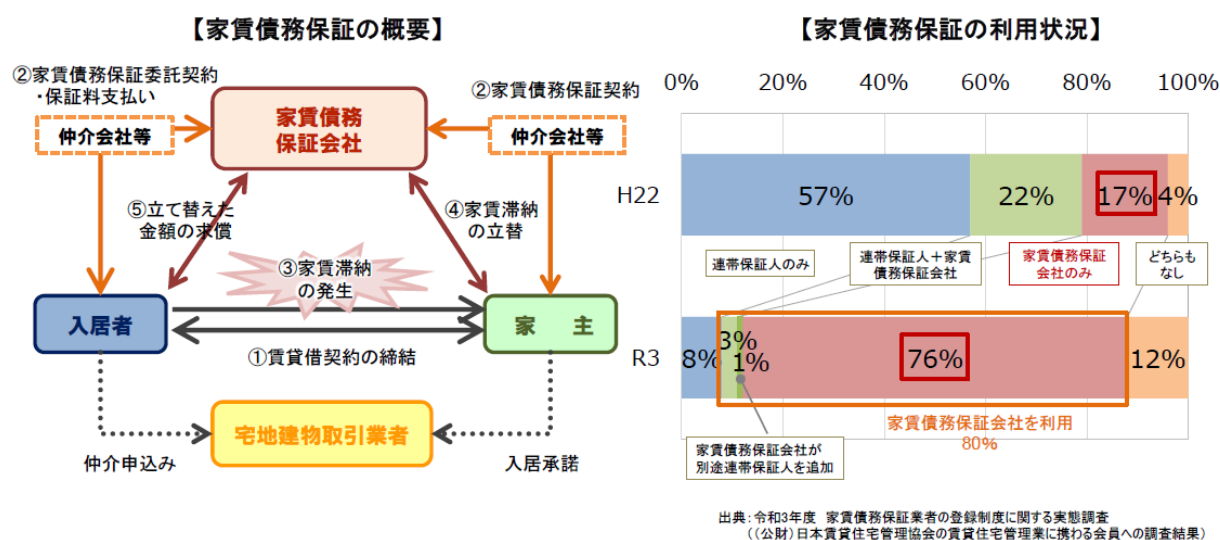 【家賃債務保証の概要】
②家賃債務保証委託契約
・保証料支払い
仲介会社等
家賃債務
保証会社
②家賃債務保証契約
仲介会社等
⑤立て替えた
金額の求償
④家賃滞納
の立替
③家賃滞納
の発生
入居者
家 主
①賃貸借契約の締結
宅地建物取引業者
仲介申込み
入居承諾
【家賃債務保証の利用状況】
0% 20% 40% 60% 80% 100%
H22
57% 22% 17% 4%
連帯保証人のみ
連帯保証人+家賃
債務保証会社
家賃債務保証
会社のみ
どちらも
なし
R3
8% 3% 1% 76% 12%
家賃債務保証会社を利用
80%
家賃債務保証会社が
別途連帯保証人を追加
出典:令和3年度 家賃債務保証業者の登録制度に関する実態調査
((公財)日本賃貸住宅管理協会の賃貸住宅管理業に携わる会員への調査結果)